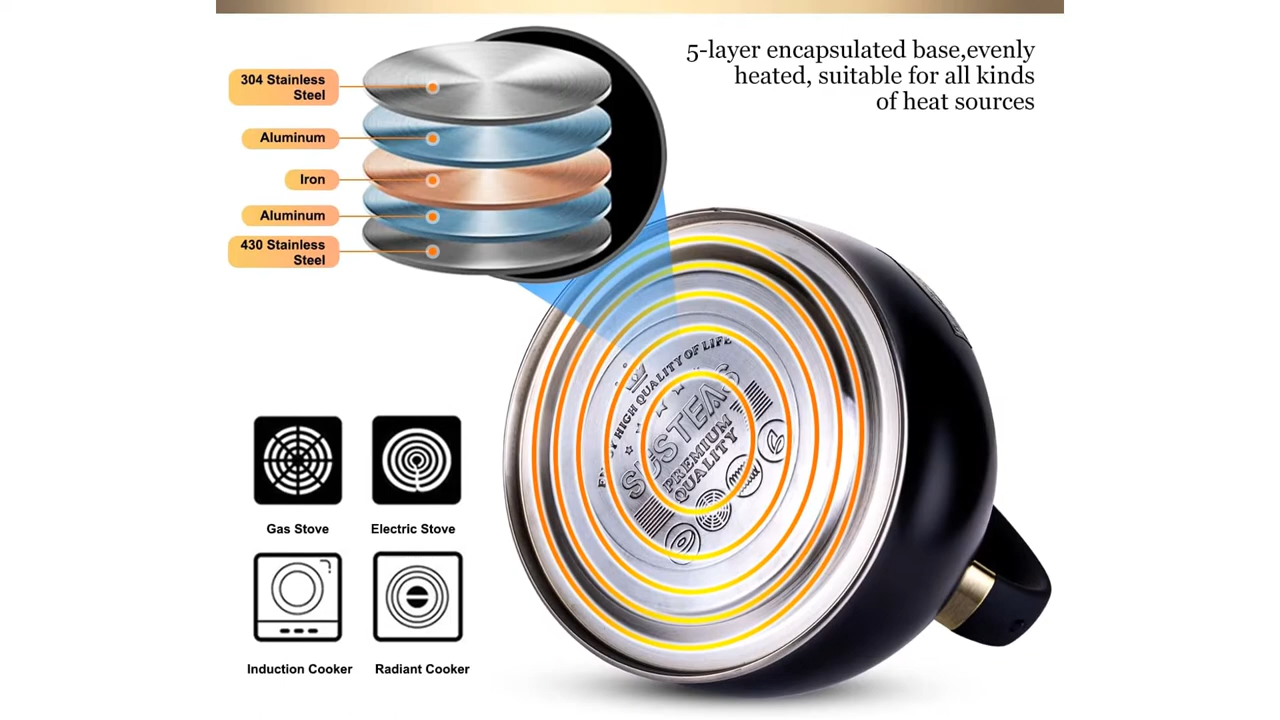 5-layer encapsulated base,evenly
heated, suitable for all kinds
of heat sources
304 Stainless
Steel
Aluminum
Iron
Aluminum
430 Stainless
Steel
HIGH QUALITY OF LIFE
SUSTEAS
PREMIUM
QUALITY
Gas Stove
Electric Stove
Induction Cooker
Radiant Cooker